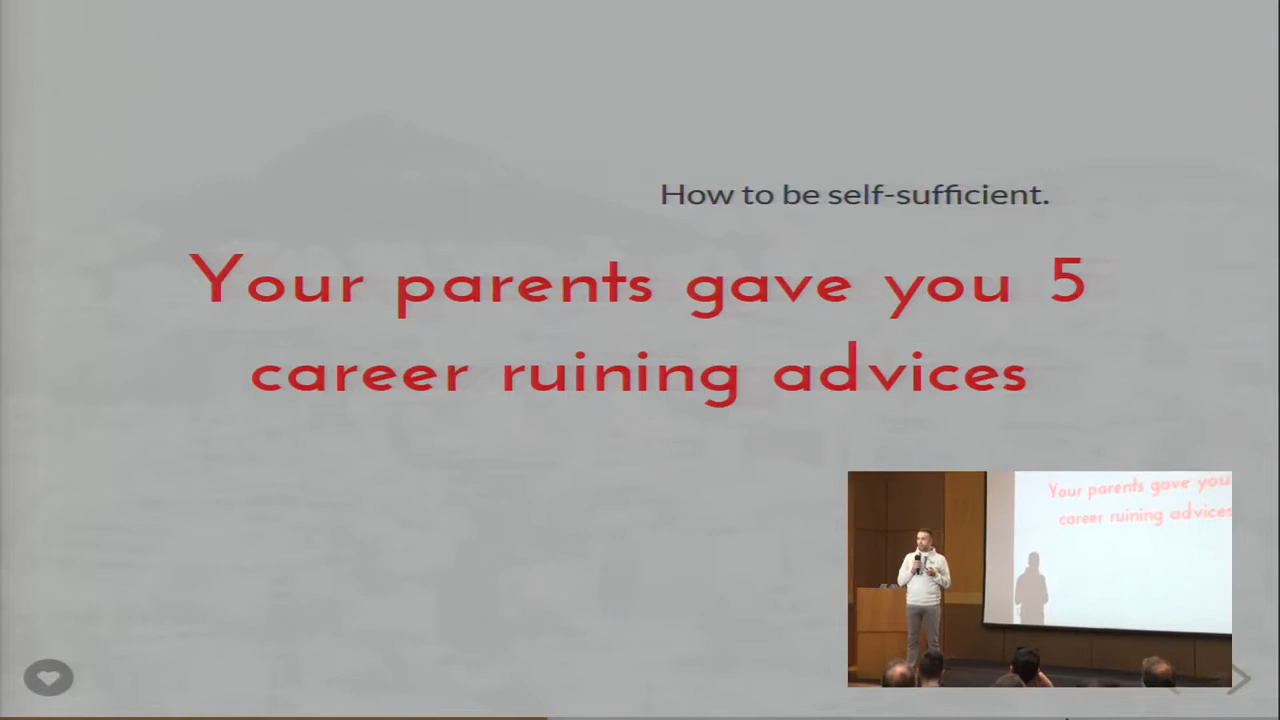 How to be self-sufficient.
Your parents gave you 5
career ruining advices
Your parents gave you
career ruining advices